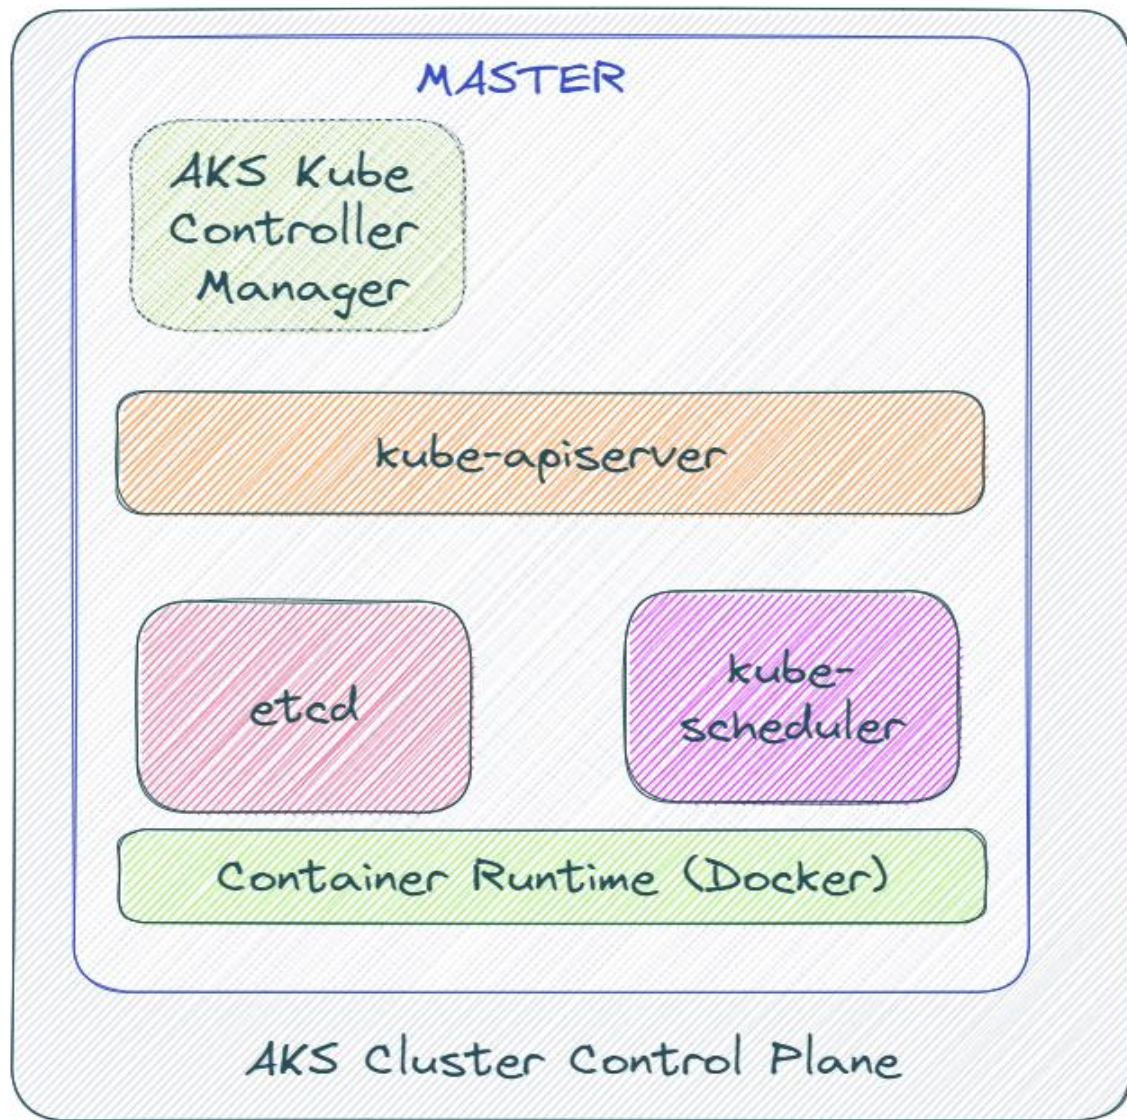 MASTER
AKS Kube
Controller
Manager
kube-apiserver
etcd
kube-
scheduler
Container Runtime (Docker)
AKS Cluster Control Plane